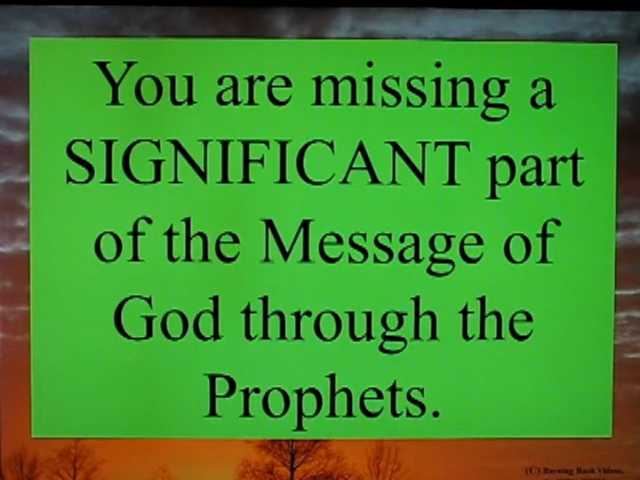 You are missing a
SIGNIFICANT part
of the Message of
God through the
Prophets.
(C) Burning Bush Videos.